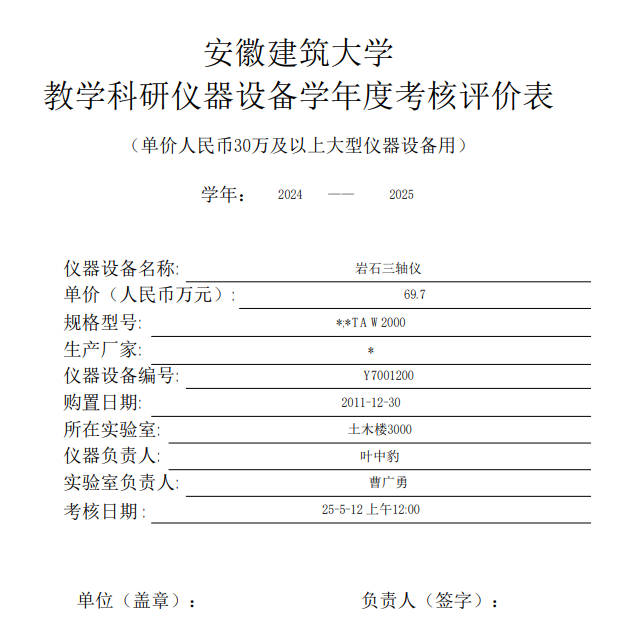 安徽建筑大学
教学科研仪器设备学年度考核评价表
（单价人民币30万及以上大型仪器设备用）
学年： 2024 —— 2025
仪器设备名称: 岩石三轴仪
单价（人民币万元）: 69.7
规格型号: *;*TAW2000
生产厂家: *
仪器设备编号: Y7001200
购置日期: 2011-12-30
所在实验室: 土木楼3000
仪器负责人: 叶中豹
实验室负责人: 曹广勇
考核日期: 25-5-12 上午12:00
单位（盖章）： 负责人（签字）：